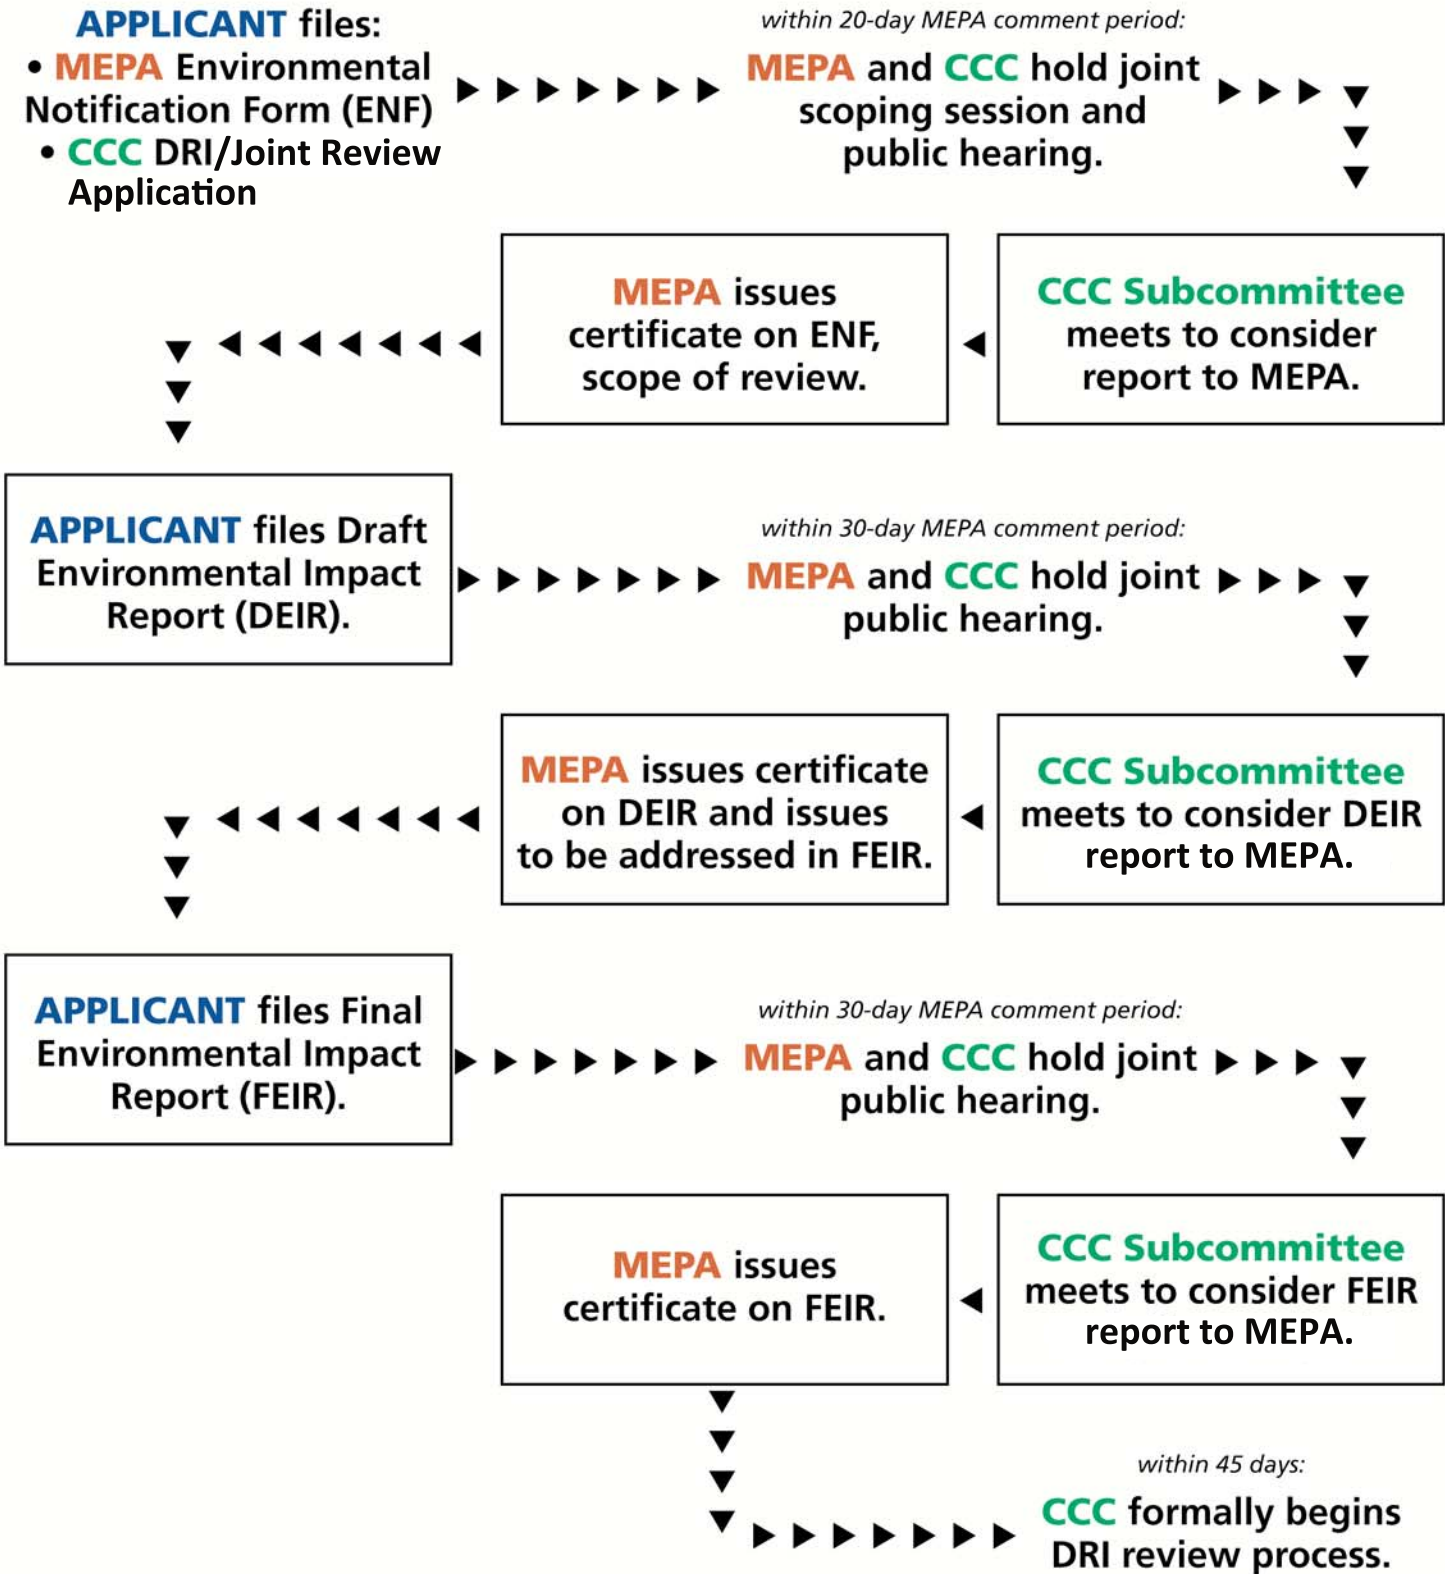 APPLICANT files:
• MEPA Environmental
Notification Form (ENF)
• CCC DRI/Joint Review
Application
within 20-day MEPA comment period:
MEPA and CCC hold joint
scoping session and
public hearing.
CCC Subcommittee
meets to consider
report to MEPA.
MEPA issues
certificate on ENF,
scope of review.
APPLICANT files Draft
Environmental Impact
Report (DEIR).
within 30-day MEPA comment period:
MEPA and CCC hold joint
public hearing.
CCC Subcommittee
meets to consider DEIR
report to MEPA.
MEPA issues certificate
on DEIR and issues
to be addressed in FEIR.
APPLICANT files Final
Environmental Impact
Report (FEIR).
within 30-day MEPA comment period:
MEPA and CCC hold joint
public hearing.
CCC Subcommittee
meets to consider FEIR
report to MEPA.
MEPA issues
certificate on FEIR.
within 45 days:
CCC formally begins
DRI review process.